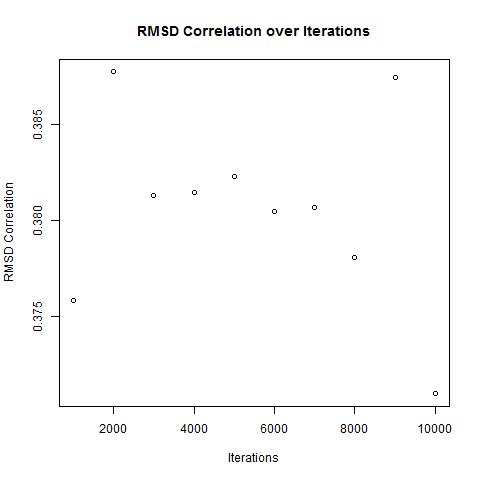 RMSD Correlation over Iterations
RMSD Correlation
0.385
0.380
0.375
2000 4000 6000 8000 10000
Iterations